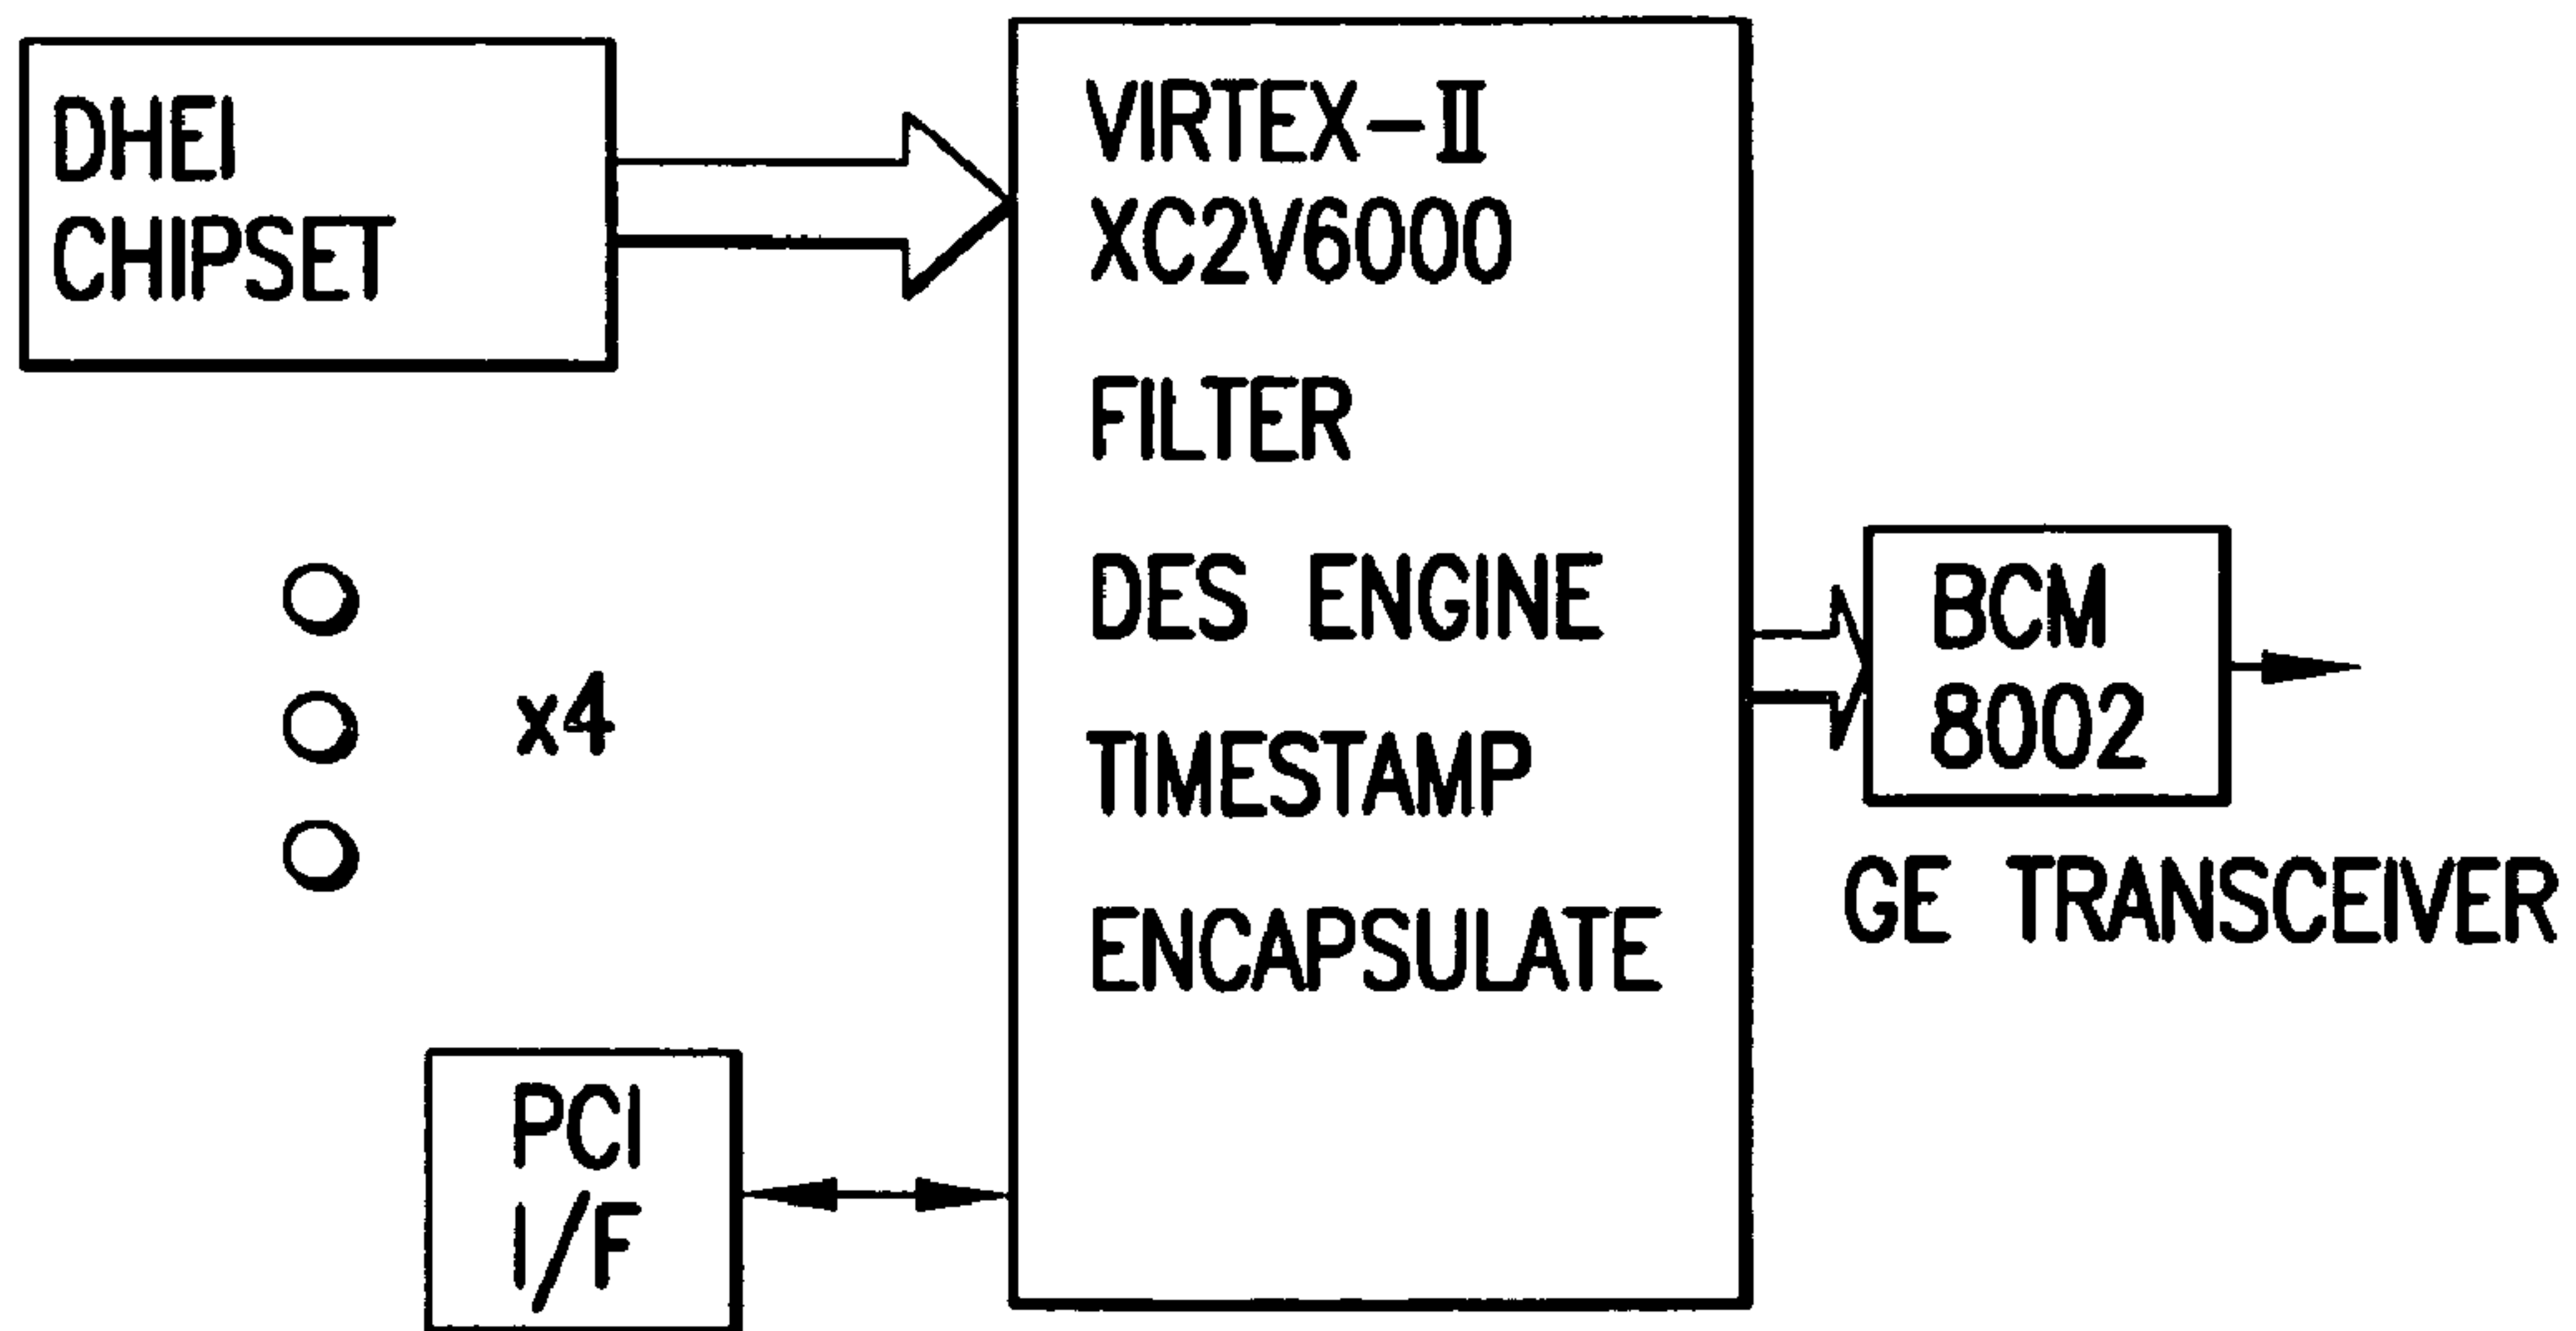 DHEI
CHIPSET
x4
PCI
I/F
VIRTEX-II
XC2V6000
FILTER
DES ENGINE
TIMESTAMP
ENCAPSULATE
BCM
8002
GE TRANSCEIVER